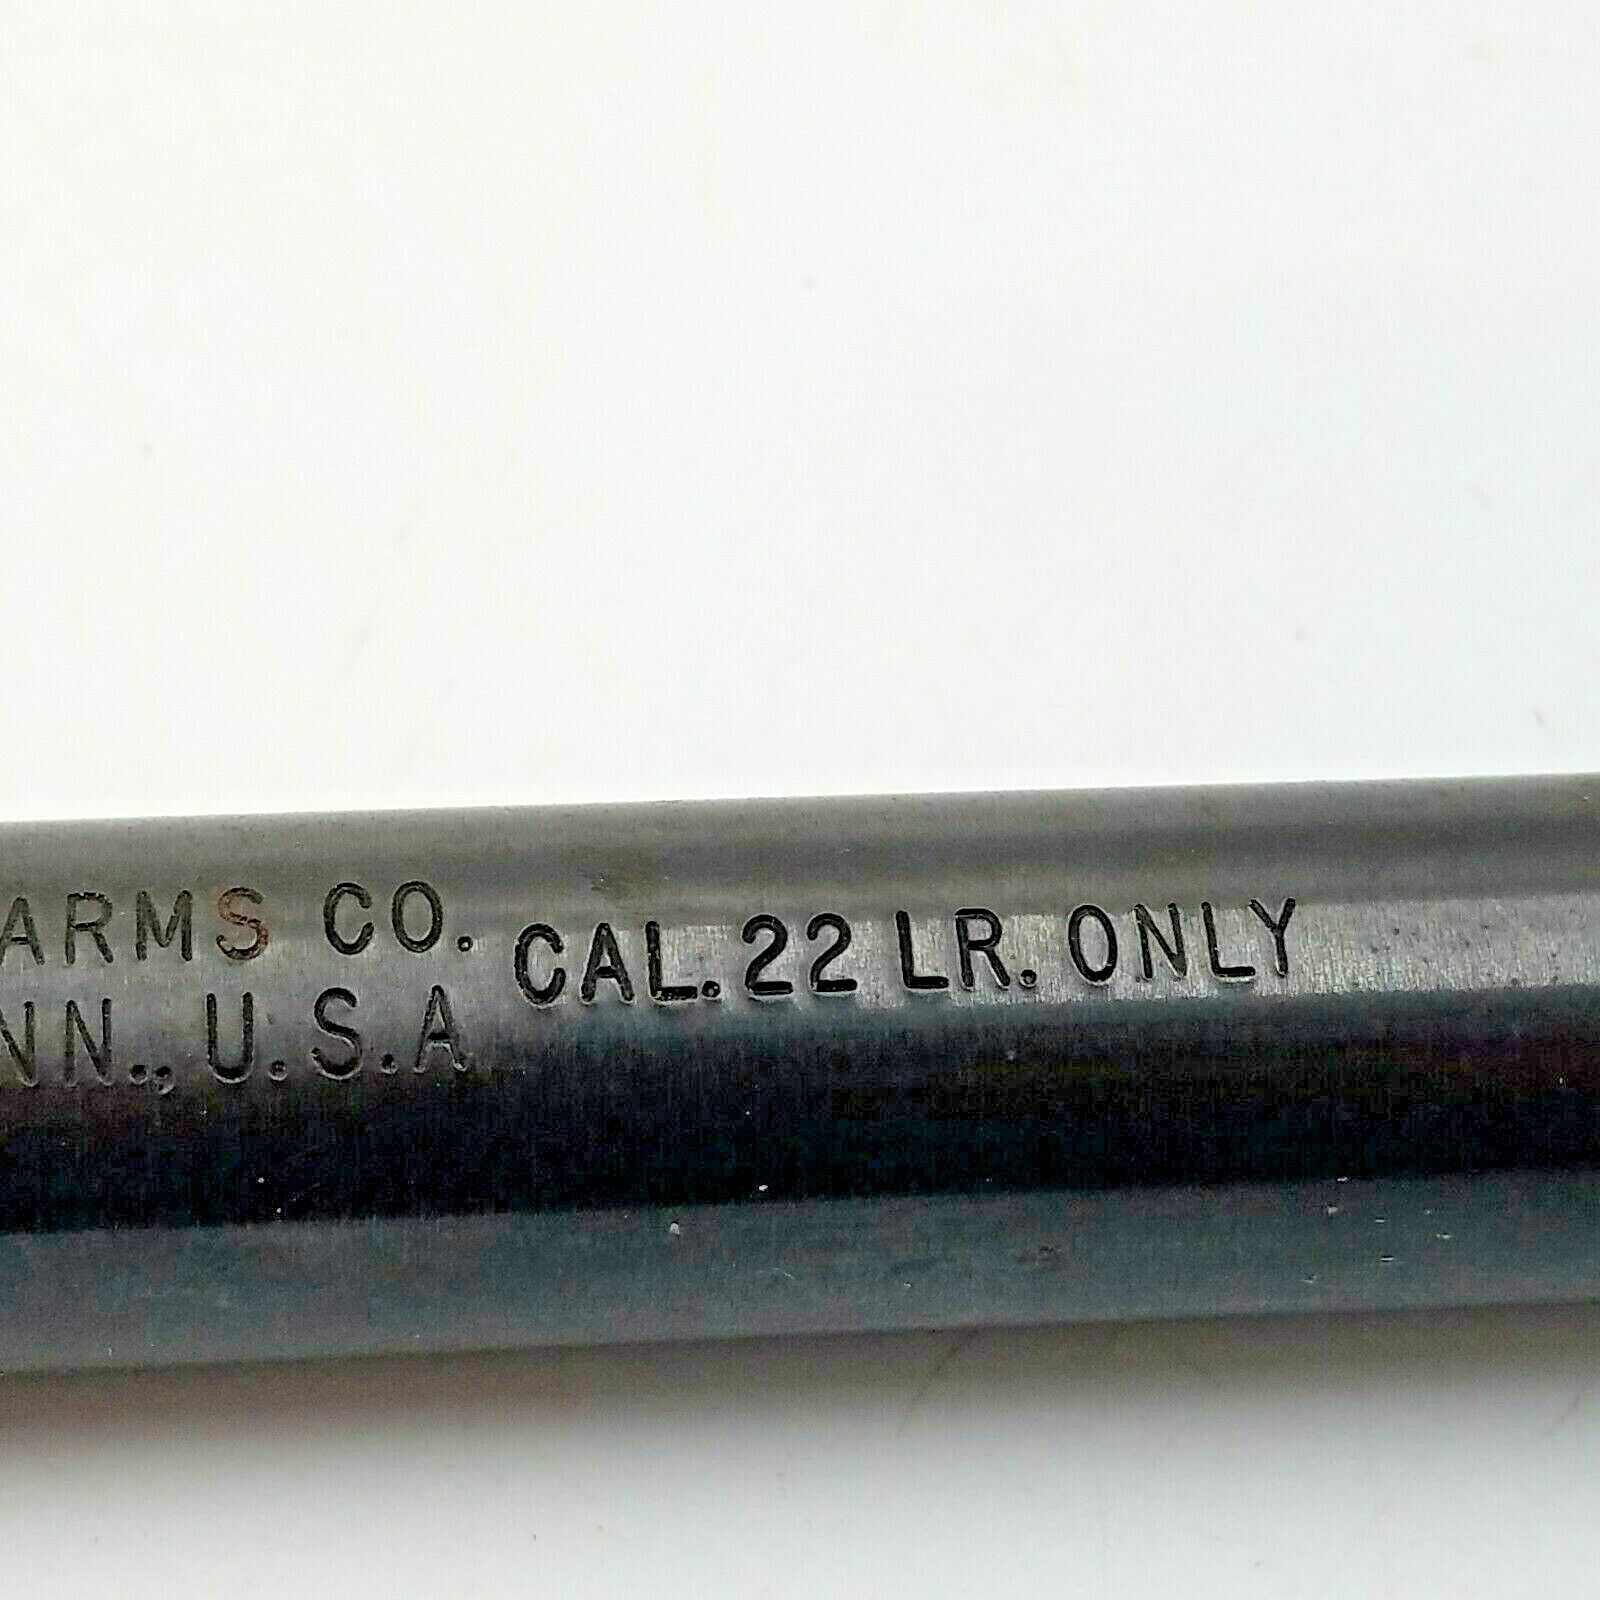 ARMS CO. CAL. 22 LR. ONLY
NN., U.S.A